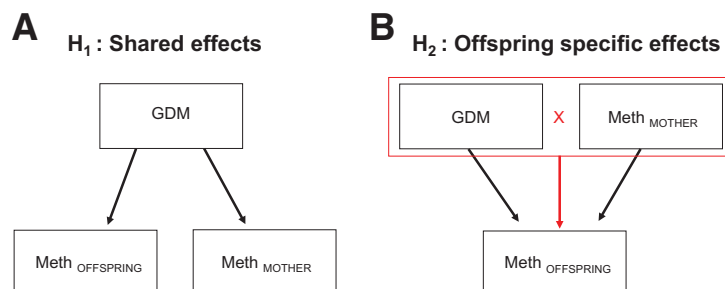 A H₁ : Shared effects
GDM
Meth OFFSPRING Meth MOTHER
B H₂ : Offspring specific effects
GDM X Meth MOTHER
Meth OFFSPRING